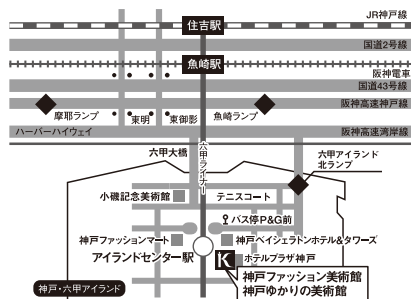 JR神戸線
住吉駅
国道2号線
魚崎駅
阪神電車
国道43号線
摩耶ランプ
東明
東御影
魚崎ランプ
阪神高速神戸線
ハーバーハイウェイ
阪神高速湾岸線
六甲大橋
六甲ライナー
六甲アイランド
北ランプ
小磯記念美術館
テニスコート
バス停P&G前
神戸ファッションマート
神戸ベイシェラトンホテル&タワーズ
アイランドセンター駅
K
ホテルプラザ神戸
神戸ファッション美術館
神戸ゆかりの美術館
神戸・六甲アイランド